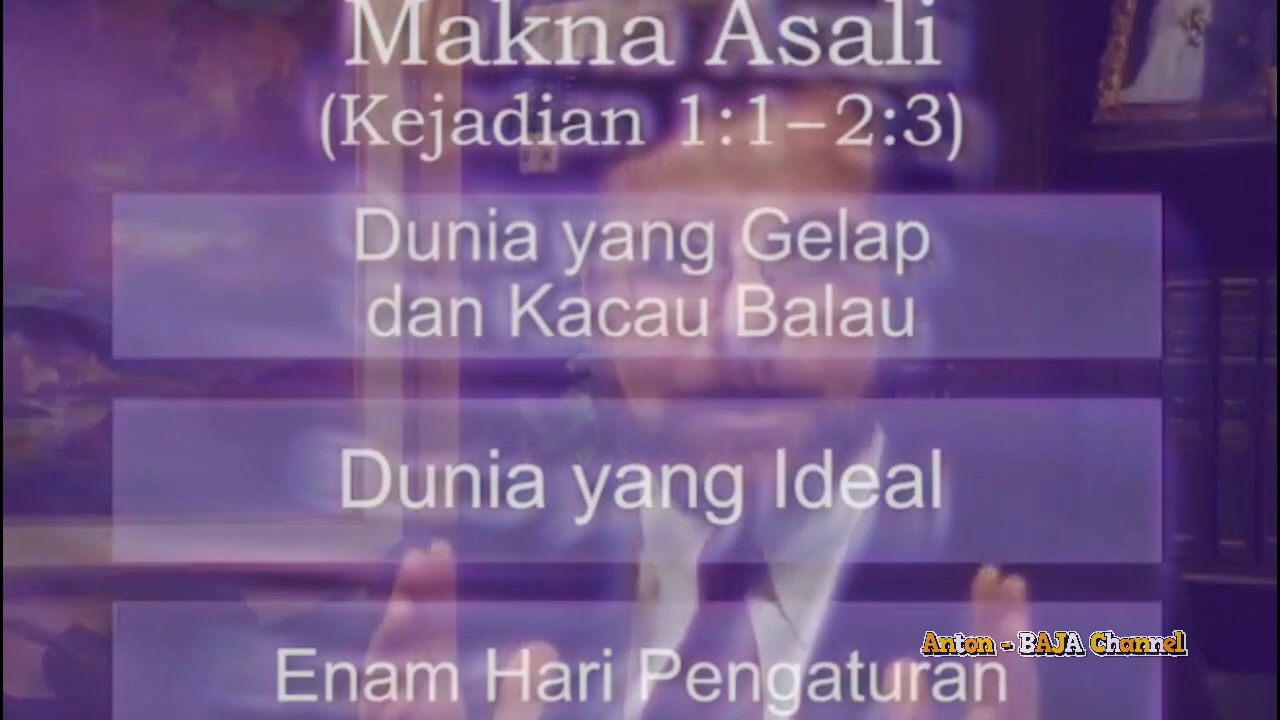 Makna Asali
(Kejadian 1:1–2:3)
Dunia yang Gelap
dan Kacau Balau
Dunia yang Ideal
Enam Hari Pengaturan
Anton - BAJA Channel